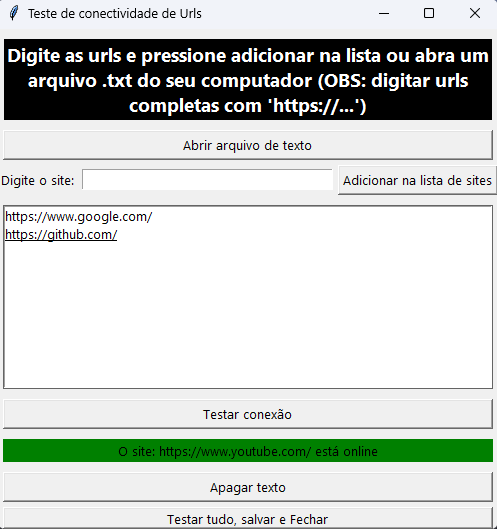 Teste de conectividade de Urls
Digite as urls e pressione adicionar na lista ou abra um
arquivo .txt do seu computador (OBS: digitar urls
completas com 'https://...')
Abrir arquivo de texto
Digite o site:
Adicionar na lista de sites
https://www.google.com/
https://github.com/
Testar conexão
O site: https://www.youtube.com/ está online
Apagar texto
Testar tudo, salvar e Fechar